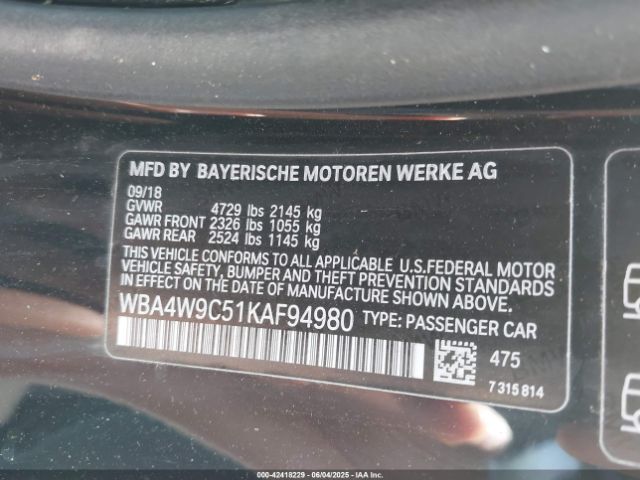 MFD BY BAYERISCHE MOTOREN WERKE AG
09/18
GVWR 4729 lbs 2145 kg
GAWR FRONT 2326 lbs 1055 kg
GAWR REAR 2524 lbs 1145 kg
THIS VEHICLE CONFORMS TO ALL APPLICABLE U.S.FEDERAL MOTOR
VEHICLE SAFETY, BUMPER AND THEFT PREVENTION STANDARDS
IN EFFECT ON THE DATE OF MANUFACTURE SHOWN ABOVE.
WBA4W9C51KAF94980 TYPE: PASSENGER CAR
475
7 315 814
000-42418229 - 06/04/2025 - IAA Inc.